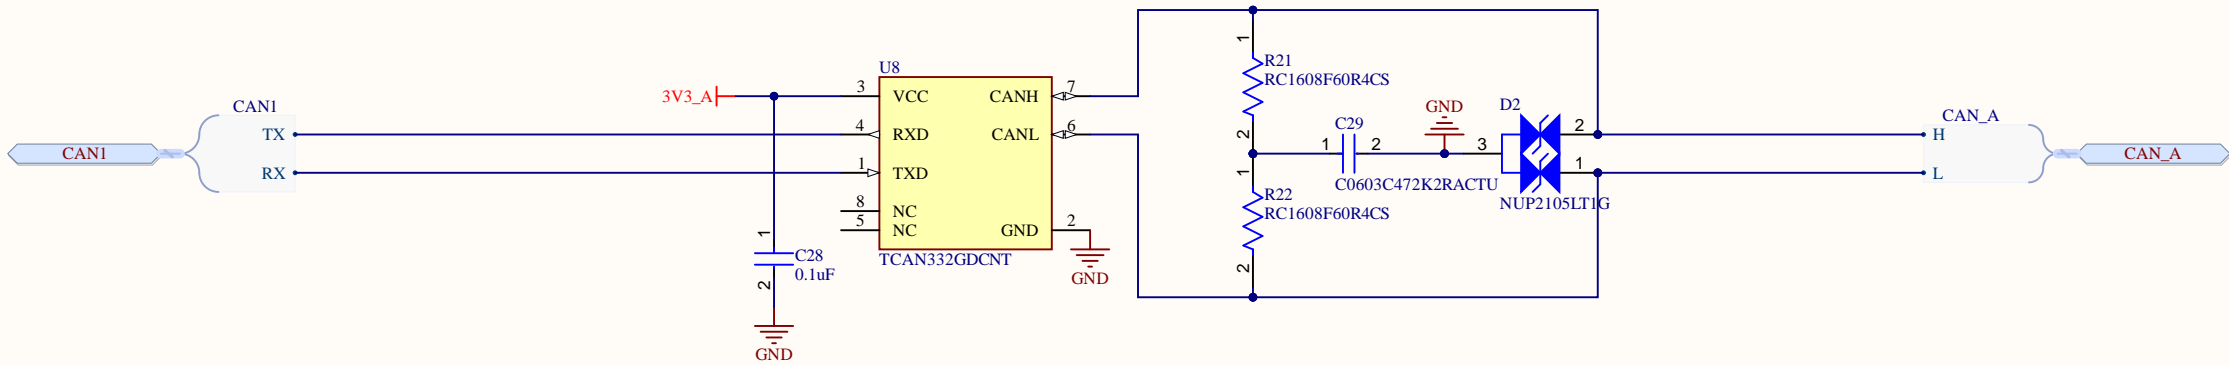 CAN1
CAN1
TX
RX
3V3_A
1
C28
0.1uF
2
GND
U8
3 VCC CANH 7
4 RXD CANL 6
1 TXD
8 NC
5 NC GND 2
TCAN332GDCNT
GND
1
R21
RC1608F60R4CS
2
1
R22
RC1608F60R4CS
2
C29
1 2
C0603C472K2RACTU
GND
D2
3 2
1
NUP2105LT1G
CAN_A
H
L
CAN_A